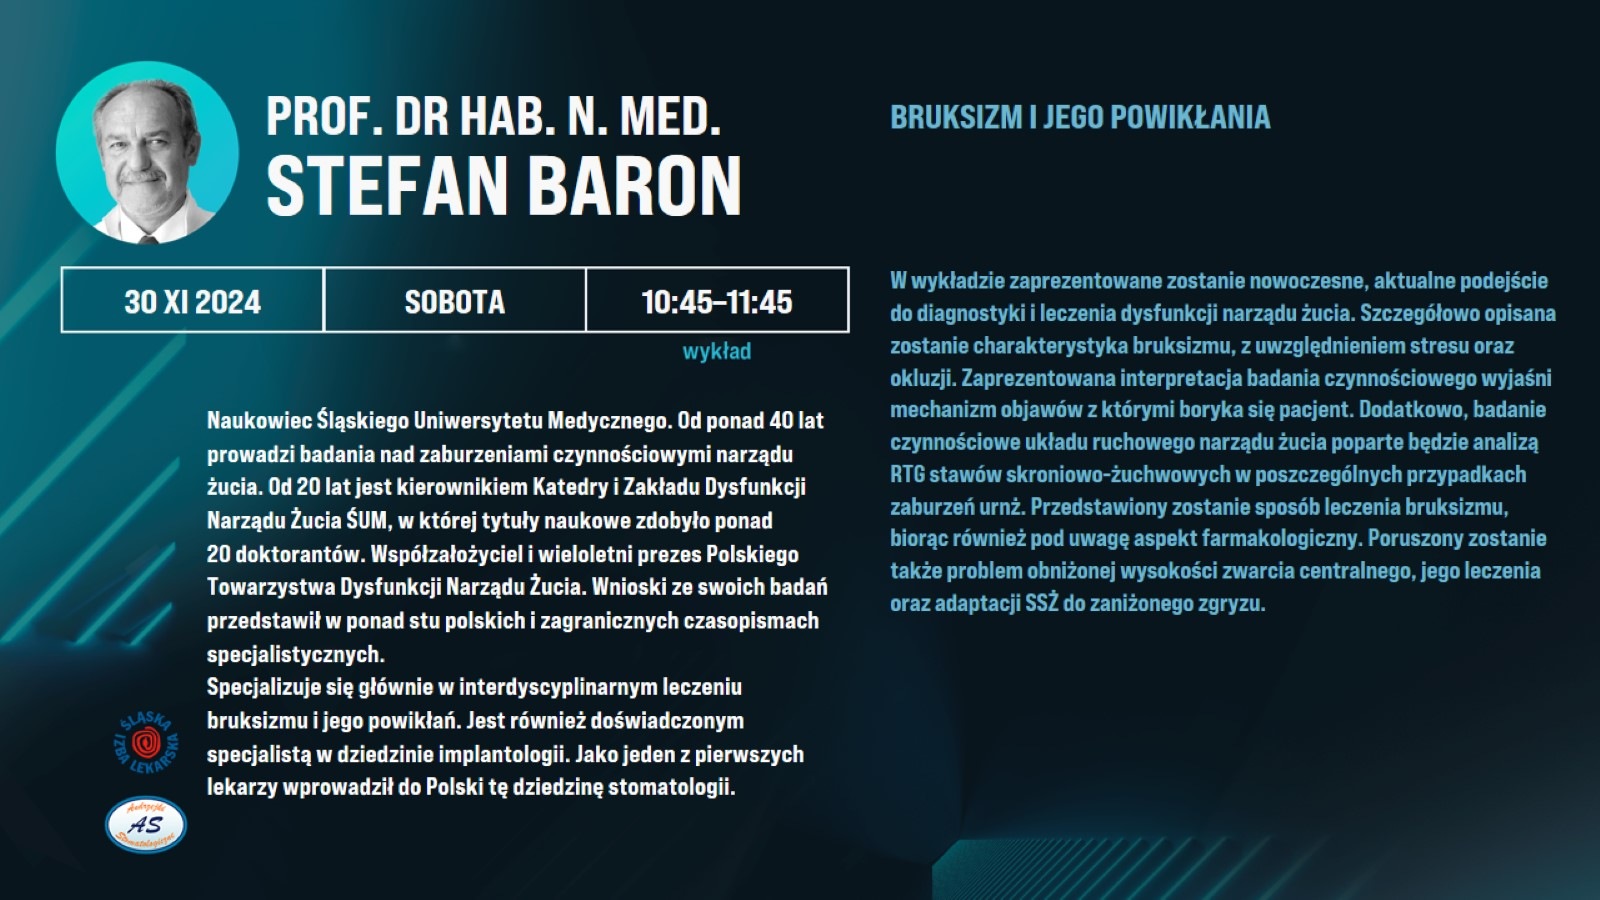 PROF. DR HAB. N. MED.
STEFAN BARON
30 XI 2024
SOBOTA
10:45–11:45
wykład
Naukowiec Śląskiego Uniwersytetu Medycznego. Od ponad 40 lat
prowadzi badania nad zaburzeniami czynnościowymi narządu
żucia. Od 20 lat jest kierownikiem Katedry i Zakładu Dysfunkcji
Narządu Żucia ŚUM, w której tytuły naukowe zdobyło ponad
20 doktorantów. Współzałożyciel i wieloletni prezes Polskiego
Towarzystwa Dysfunkcji Narządu Żucia. Wnioski ze swoich badań
przedstawił w ponad stu polskich i zagranicznych czasopismach
specjalistycznych.
Specjalizuje się głównie w interdyscyplinarnym leczeniu
bruksizmu i jego powikłań. Jest również doświadczonym
specjalistą w dziedzinie implantologii. Jako jeden z pierwszych
lekarzy wprowadził do Polski tę dziedzinę stomatologii.
ŚLĄSKA
IZBA LEKARSKA
Andrzejki
AS
Stomatologiczne
BRUKSIZM I JEGO POWIKŁANIA
W wykładzie zaprezentowane zostanie nowoczesne, aktualne podejście
do diagnostyki i leczenia dysfunkcji narządu żucia. Szczegółowo opisana
zostanie charakterystyka bruksizmu, z uwzględnieniem stresu oraz
okluzji. Zaprezentowana interpretacja badania czynnościowego wyjaśni
mechanizm objawów z którymi boryka się pacjent. Dodatkowo, badanie
czynnościowe układu ruchowego narządu żucia poparte będzie analizą
RTG stawów skroniowo-żuchwowych w poszczególnych przypadkach
zaburzeń urnż. Przedstawiony zostanie sposób leczenia bruksizmu,
biorąc również pod uwagę aspekt farmakologiczny. Poruszony zostanie
także problem obniżonej wysokości zwarcia centralnego, jego leczenia
oraz adaptacji SSŻ do zaniżonego zgryzu.